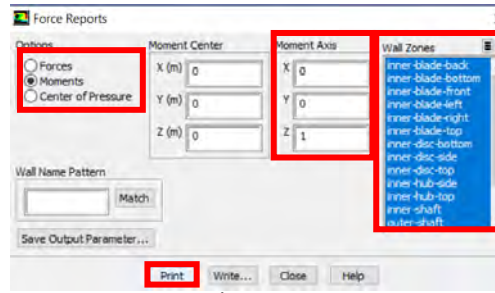 Force Reports
Options
Forces
Moments
Center of Pressure
Moment Center
X (m) 0
Y (m) 0
Z (m) 0
Moment Axis
X 0
Y 0
Z 1
Wall Zones
inner-blade-back
inner-blade-bottom
inner-blade-front
inner-blade-left
inner-blade-right
inner-blade-top
inner-disc-bottom
inner-disc-side
inner-disc-top
inner-hub-side
inner-hub-top
inner-shaft
outer-shaft
Wall Name Pattern
Match
Save Output Parameter...
Print Write... Close Help